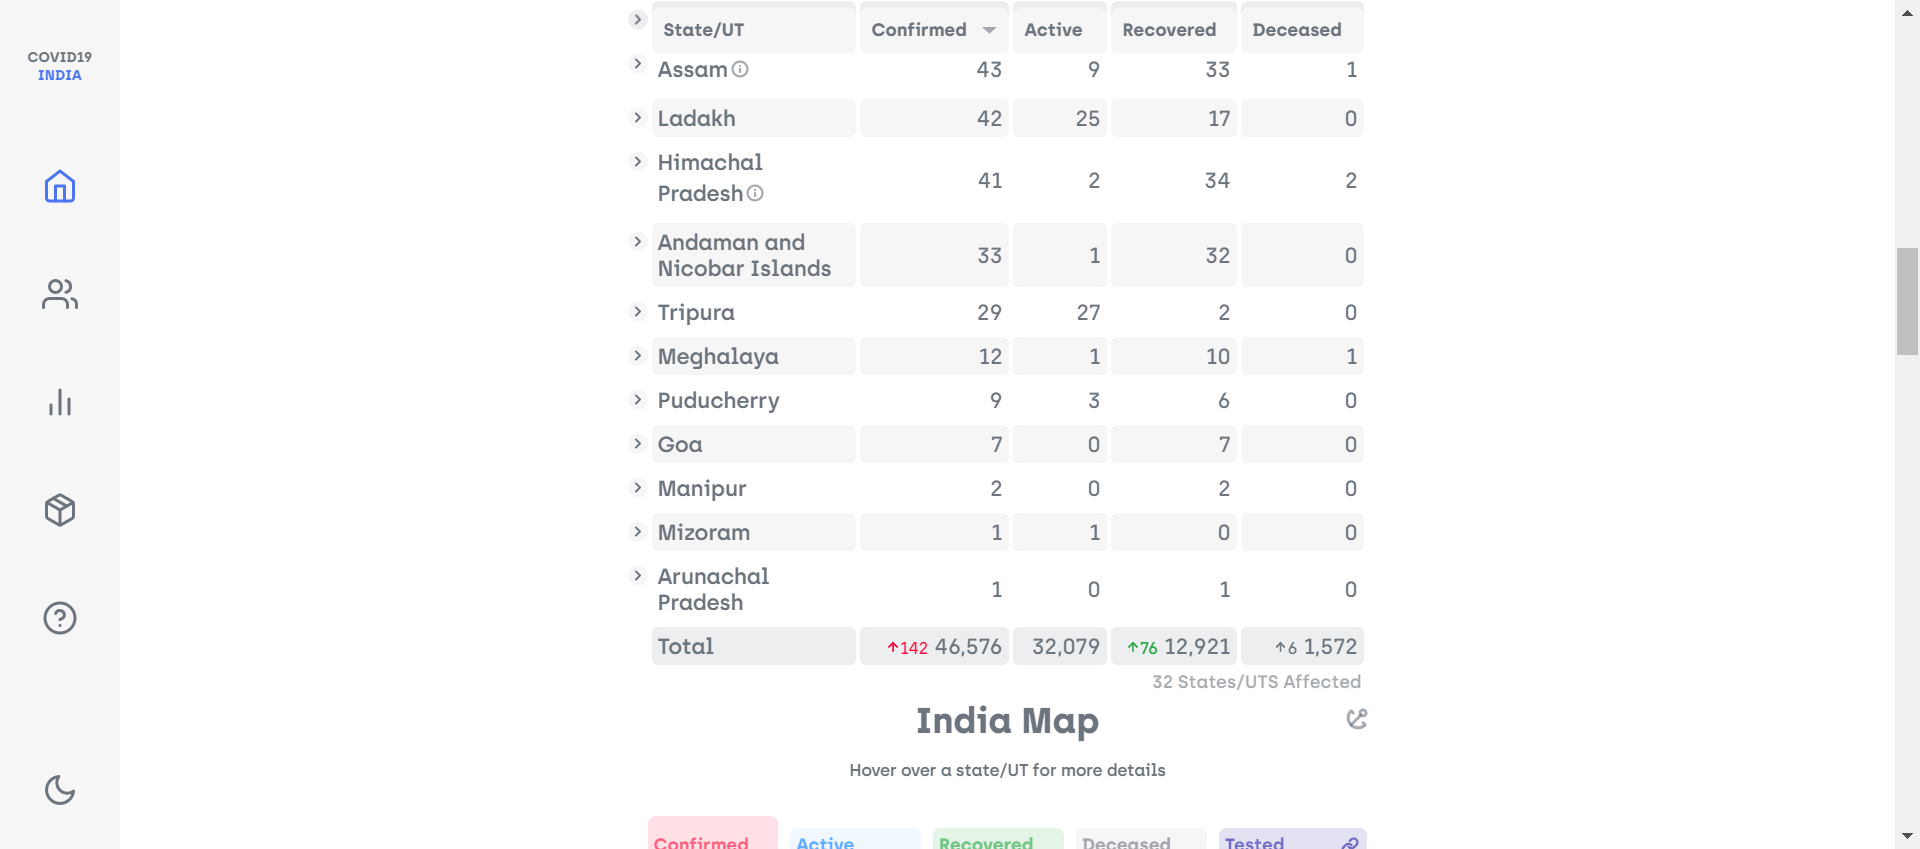 COVID19
INDIA
State/UT Confirmed Active Recovered Deceased
Assam 43 9 33 1
Ladakh 42 25 17 0
Himachal
Pradesh 41 2 34 2
Andaman and
Nicobar Islands 33 1 32 0
Tripura 29 27 2 0
Meghalaya 12 1 10 1
Puducherry 9 3 6 0
Goa 7 0 7 0
Manipur 2 0 2 0
Mizoram 1 1 0 0
Arunachal
Pradesh 1 0 1 0
Total ↑142 46,576 32,079 ↑76 12,921 ↑6 1,572
32 States/UTS Affected
India Map
Hover over a state/UT for more details
Confirmed Active Recovered Deceased Tested